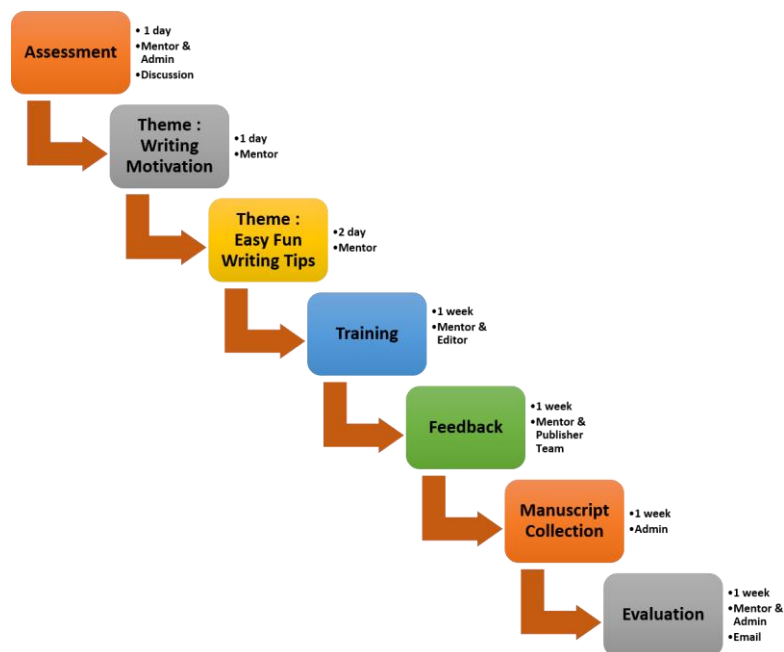 Assessment
• 1 day
•Mentor &
Admin
•Discussion
Theme :
Writing
Motivation
•1 day
•Mentor
Theme :
Easy Fun
Writing Tips
•2 day
•Mentor
Training
•1 week
•Mentor &
Editor
Feedback
•1 week
•Mentor &
Publisher
Team
Manuscript
Collection
•1 week
•Admin
Evaluation
•1 week
•Mentor &
Admin
•Email